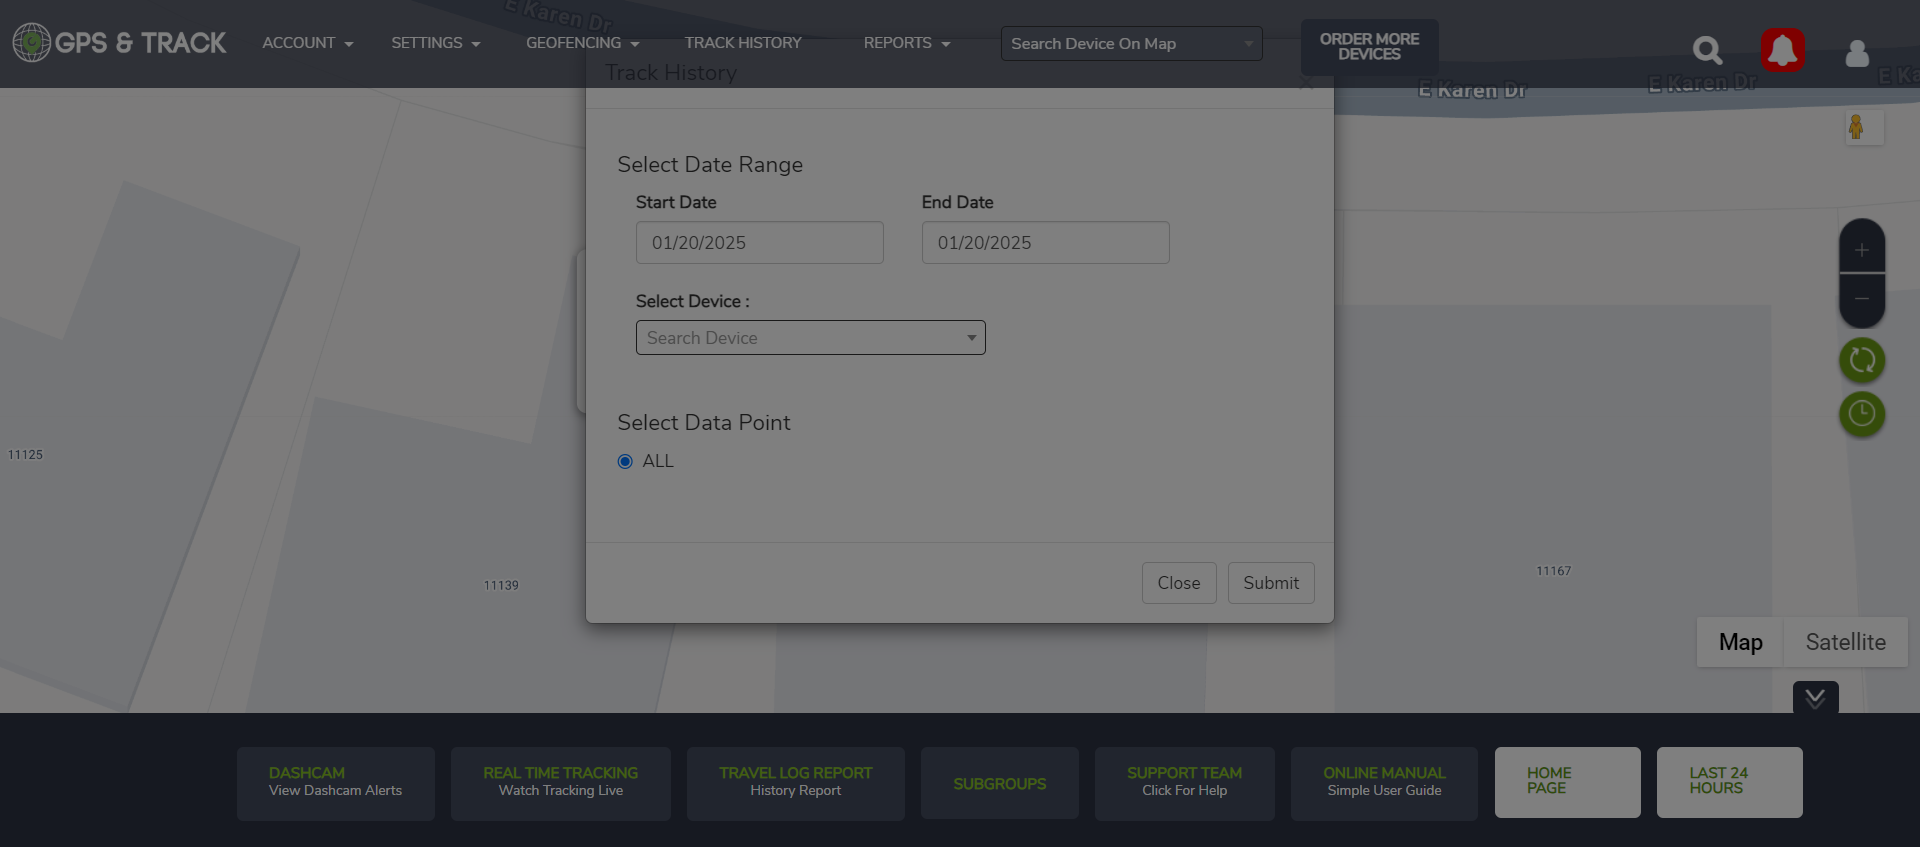 E Karen Dr
GPS & TRACK
ACCOUNT
SETTINGS
GEOFENCING
TRACK HISTORY
REPORTS
Search Device On Map
ORDER MORE
DEVICES
Track History
E Karen Dr
E Karen Dr
E Ka
Select Date Range
Start Date
End Date
01/20/2025
01/20/2025
Select Device :
Search Device
Select Data Point
ALL
11125
11139
11167
Close
Submit
Map
Satellite
DASHCAM
View Dashcam Alerts
REAL TIME TRACKING
Watch Tracking Live
TRAVEL LOG REPORT
History Report
SUBGROUPS
SUPPORT TEAM
Click For Help
ONLINE MANUAL
Simple User Guide
HOME
PAGE
LAST 24
HOURS